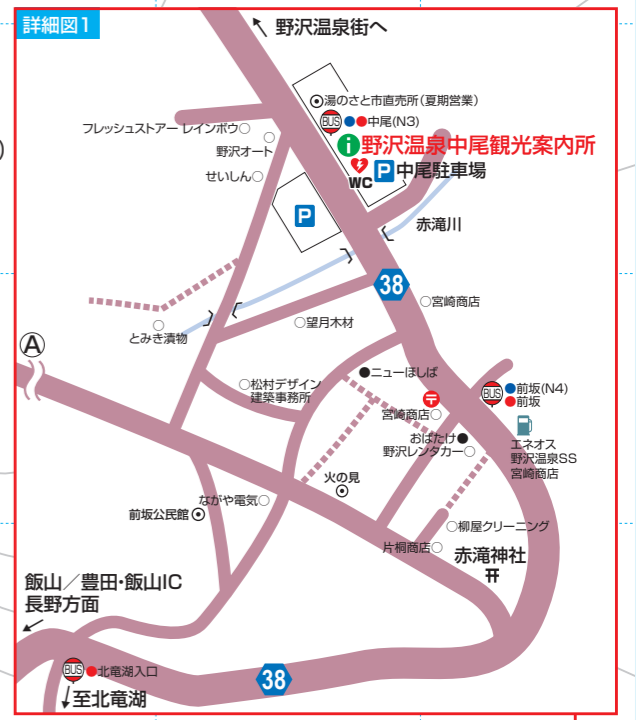 詳細図1
野沢温泉街へ
湯のさと市直売所(夏期営業)
BUS 中尾(N3)
フレッシュストアー レインボウ
野沢オート
i 野沢温泉中尾観光案内所
せいしん
WC P 中尾駐車場
P
赤滝川
38
宮崎商店
望月木材
とみき漬物
A
ニューほしば
松村デザイン
建築事務所
BUS 前坂(N4)
前坂
〒
宮崎商店
おばたけ
野沢レンタカー
エネオス
野沢温泉SS
宮崎商店
火の見
ながや電気
前坂公民館
柳屋クリーニング
片桐商店
赤滝神社
飯山/豊田・飯山IC
長野方面
BUS 北竜湖入口
38
至北竜湖